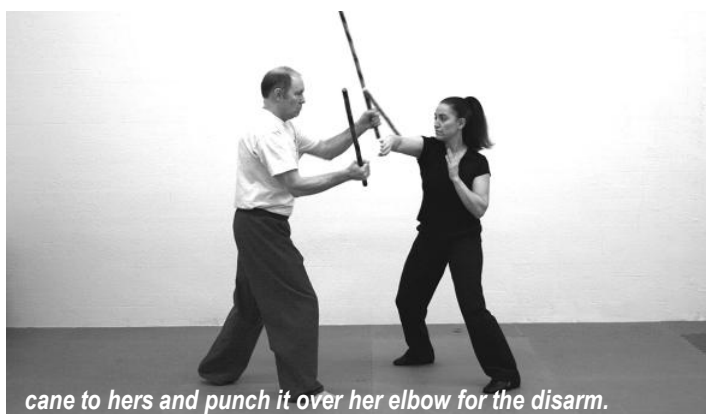 cane to hers and punch it over her elbow for the disarm.